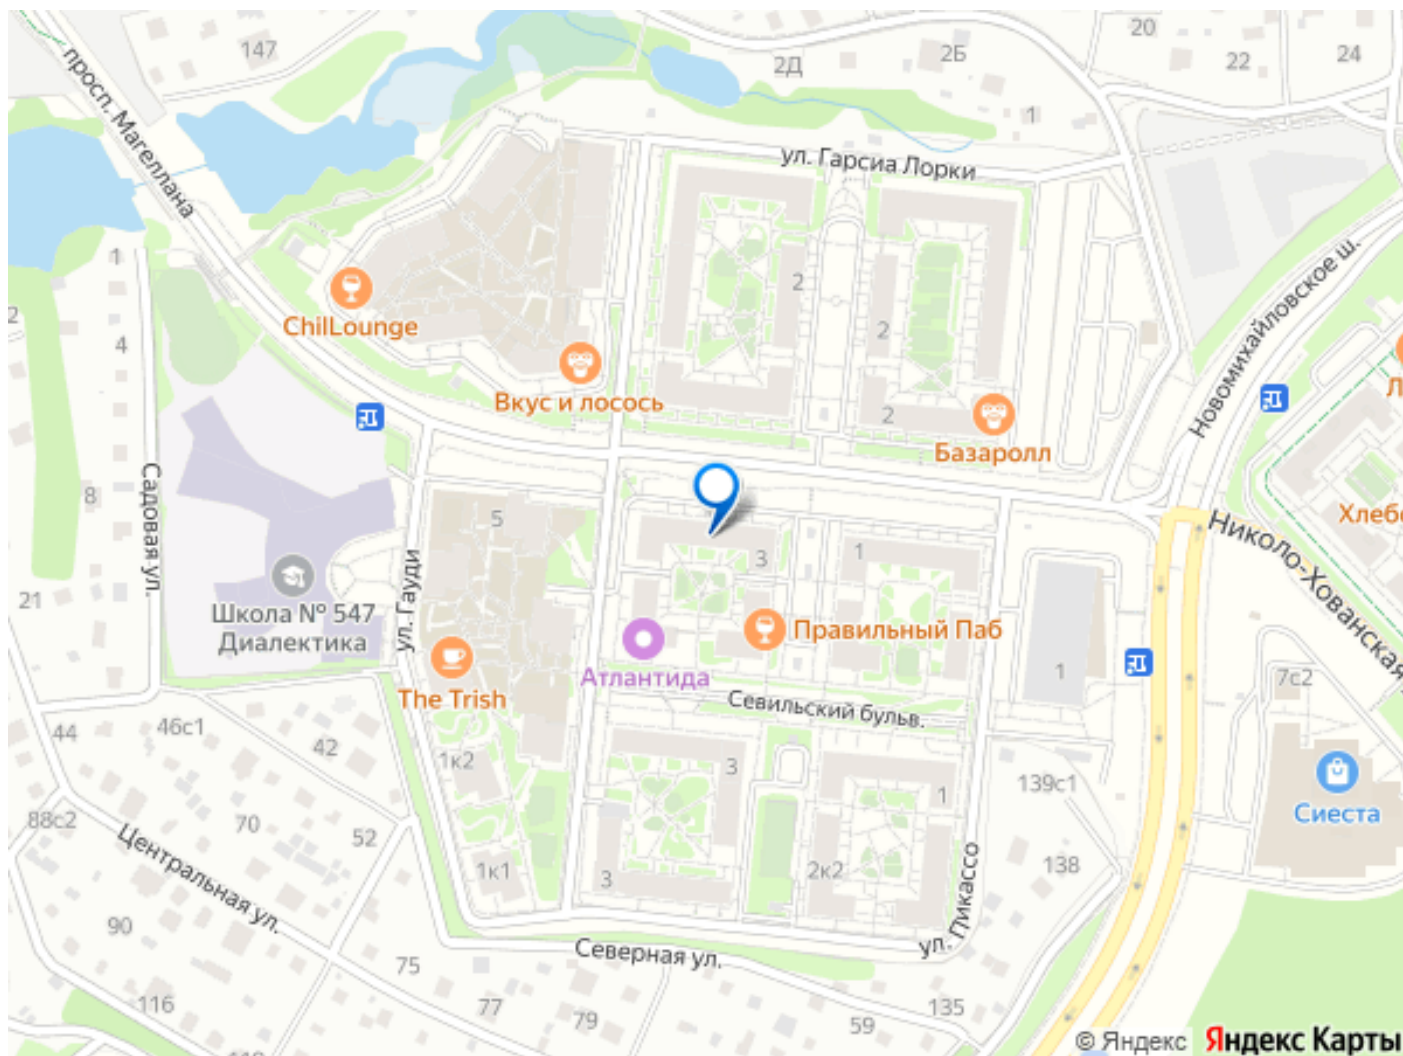 147
2Д
2Б
20
22
24
1
просп. Магеллана
ул. Гарсиа Лорки
1
2
4
2
2
2
ChilLounge
Вкус и лосось
Базаролл
Новомихайловское ш.
Л
Садовая ул.
8
21
5
3
1
Хлеб
Николо-Хованская
Школа № 547
Диалектика
ул. Гауди
The Trish
Атлантида
Правильный Паб
Севильский бульв.
1
7с2
44
46с1
42
1к2
3
1
139с1
Сиеста
88с2
70
52
Центральная ул.
1к1
3
2к2
138
ул. Пикассо
90
75
Северная ул.
116
77
79
59
135
© Яндекс
Яндекс Карты